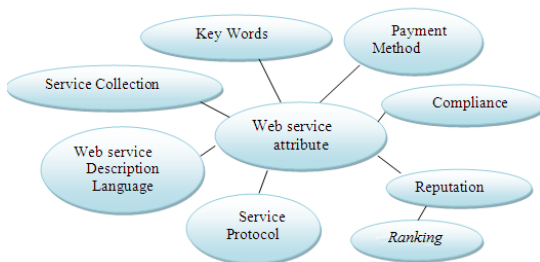 Key Words
Payment
Method
Service Collection
Compliance
Web service
attribute
Web service
Description
Language
Reputation
Service
Protocol
Ranking